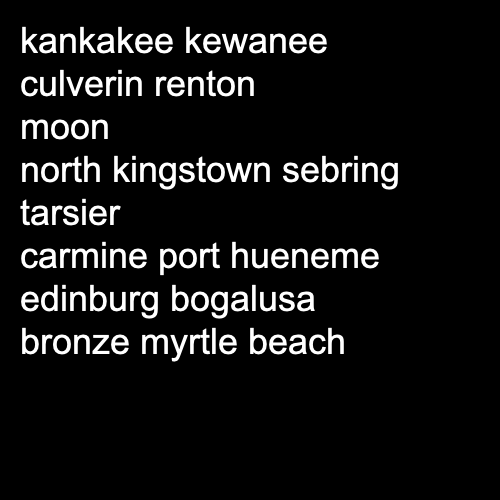 kankakee kewanee
culverin renton
moon
north kingstown sebring
tarsier
carmine port hueneme
edinburg bogalusa
bronze myrtle beach